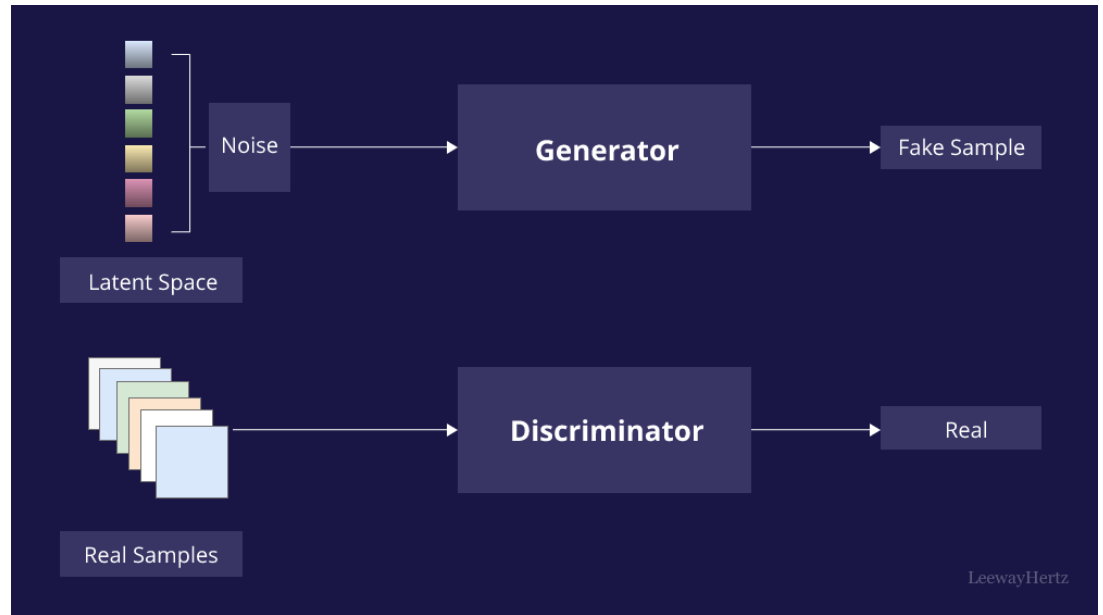 Noise
Generator
Fake Sample
Latent Space
Discriminator
Real
Real Samples
LeewayHertz